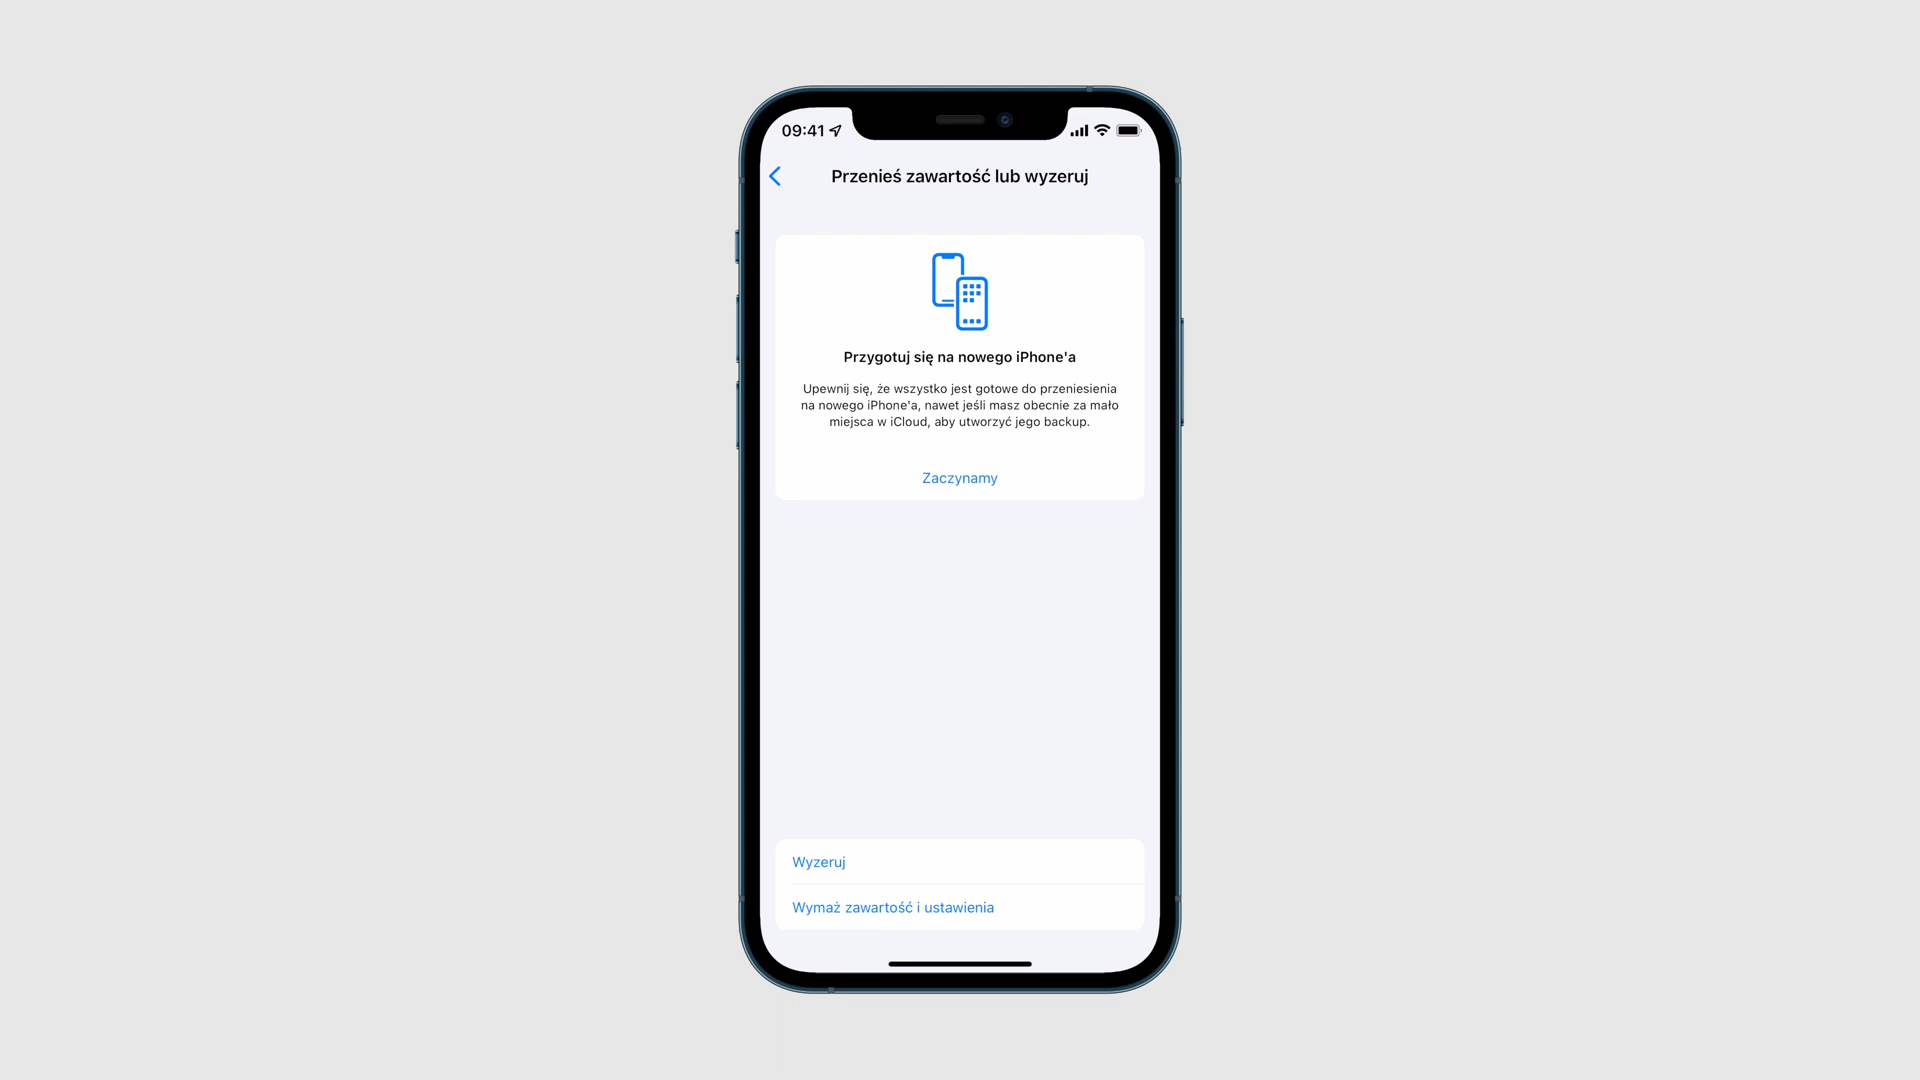 09:41
Przenieś zawartość lub wyzeruj
Przygotuj się na nowego iPhone'a
Upewnij się, że wszystko jest gotowe do przeniesienia
na nowego iPhone'a, nawet jeśli masz obecnie za mało
miejsca w iCloud, aby utworzyć jego backup.
Zaczynamy
Wyzeruj
Wymaż zawartość i ustawienia